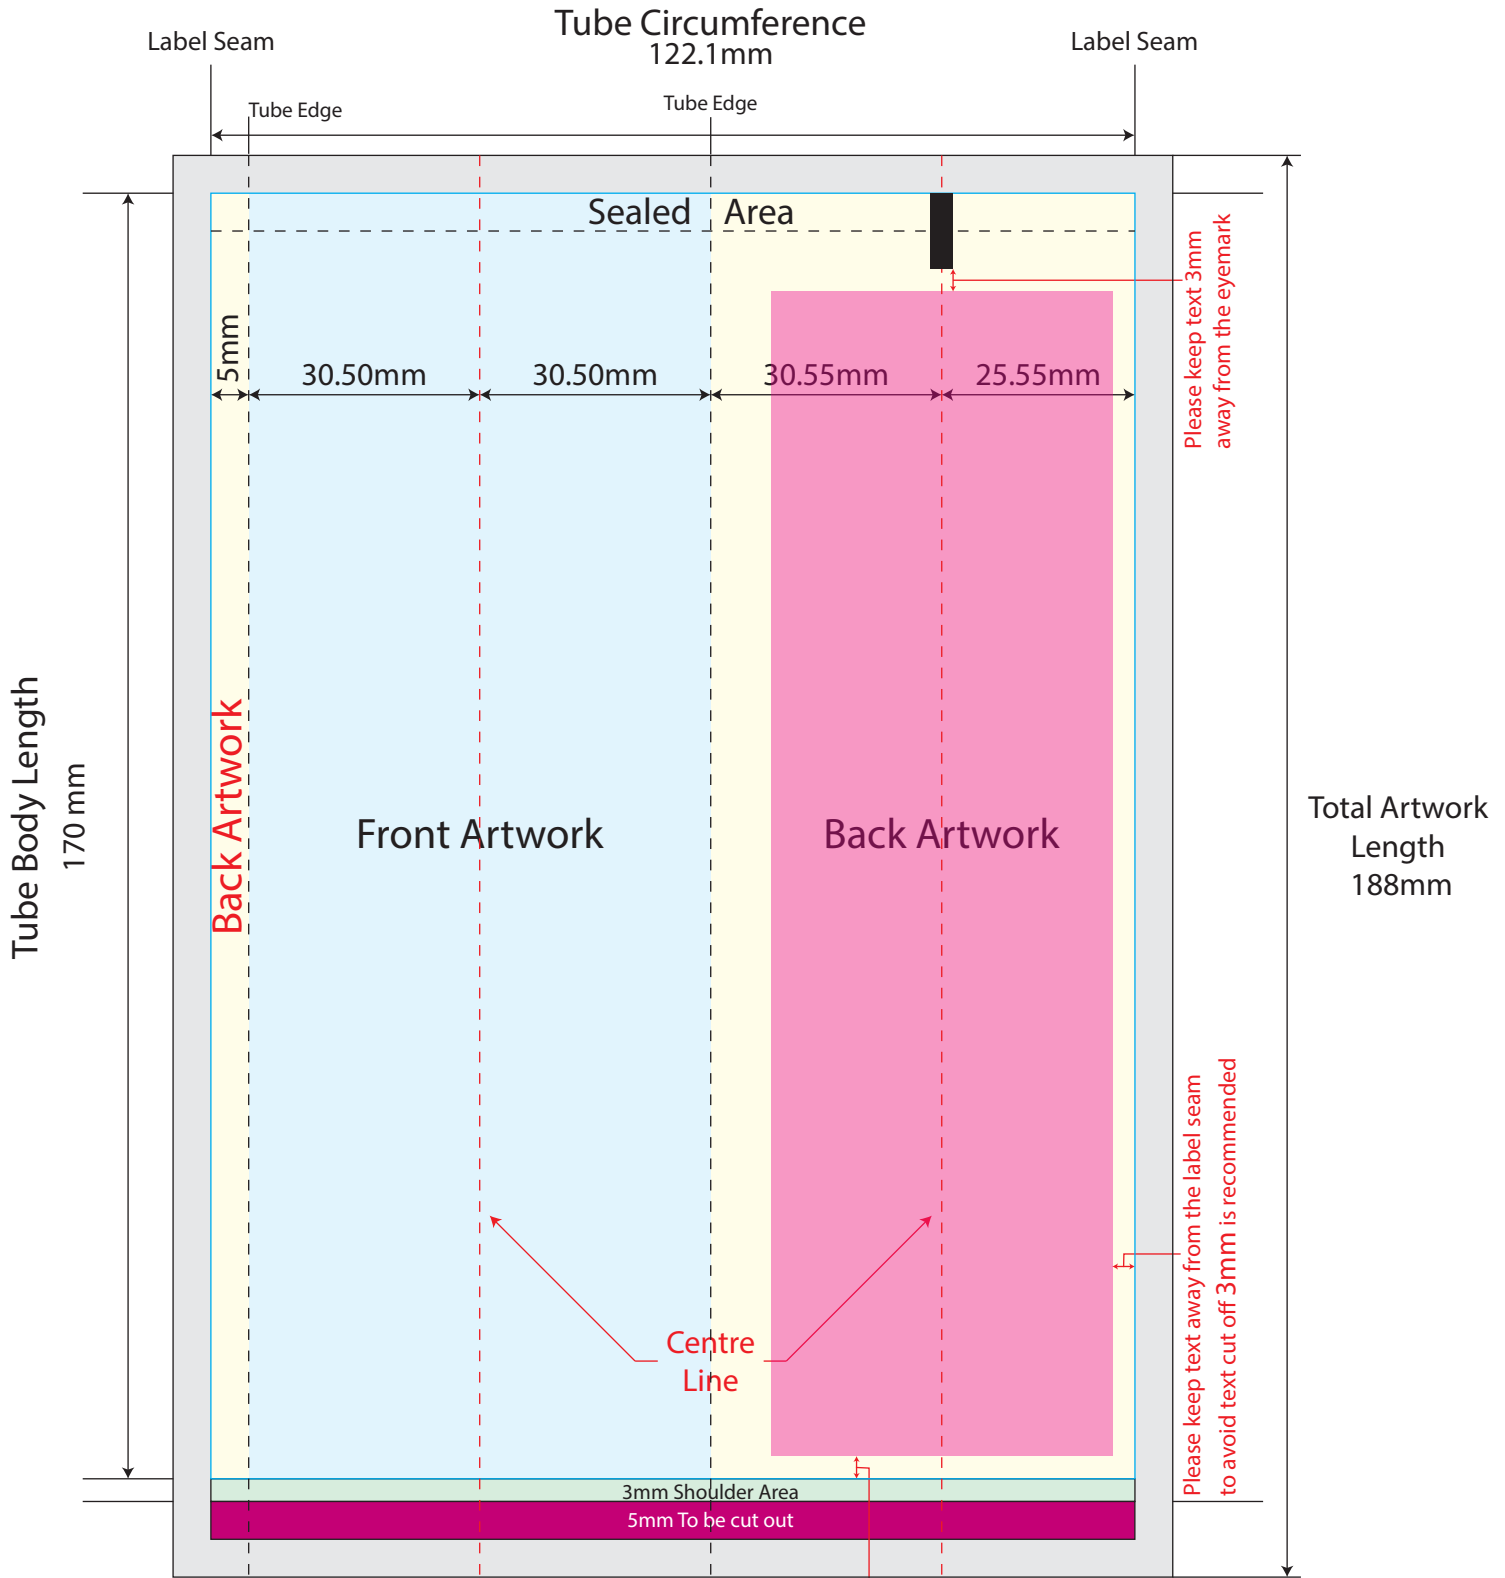 Tube Circumference
122.1mm
Label Seam
Label Seam
Tube Edge
Tube Edge
Sealed Area
Please keep text 3mm
away from the eyemark
5mm
30.50mm
30.50mm
30.55mm
25.55mm
Tube Body Length
170 mm
Back Artwork
Front Artwork
Back Artwork
Total Artwork
Length
188mm
Please keep text away from the label seam
to avoid text cut off 3mm is recommended
Centre
Line
3mm Shoulder Area
5mm To be cut out